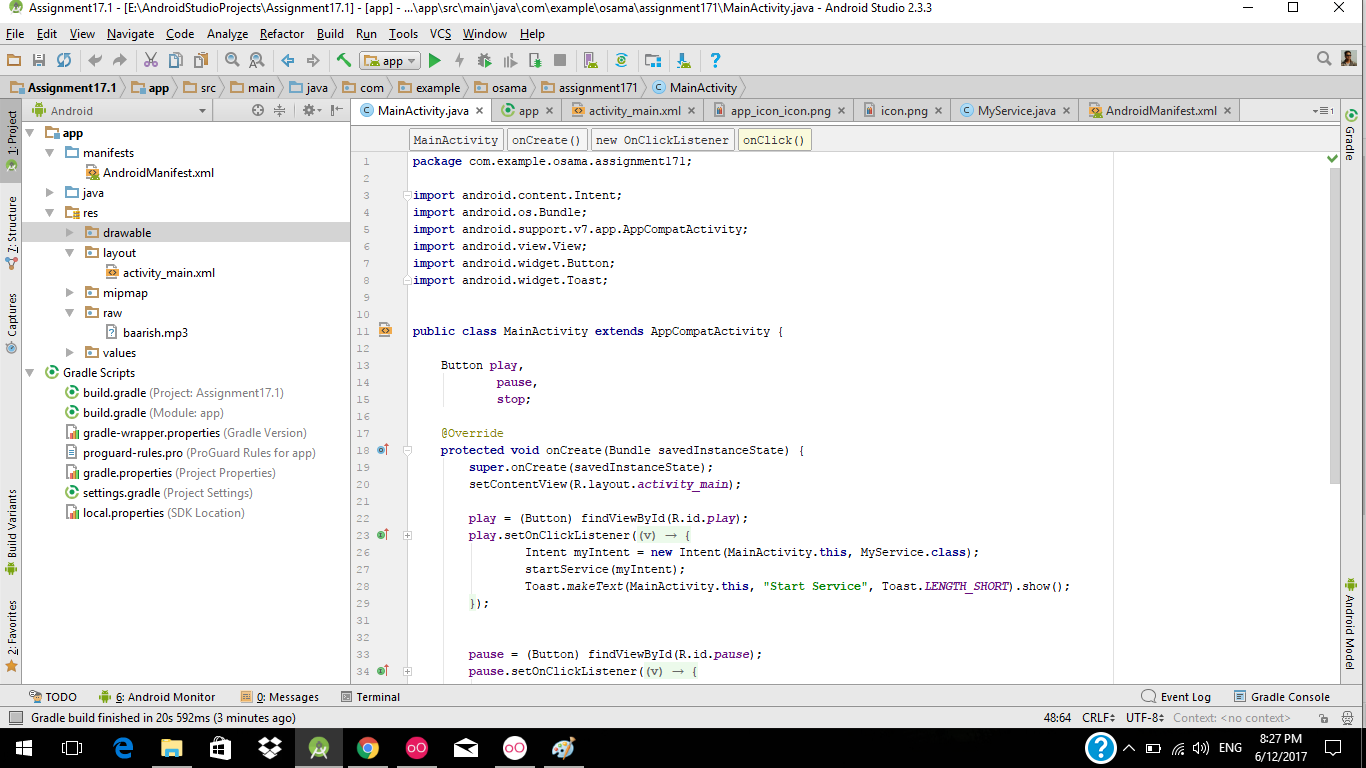 Assignment17.1 - [E:\AndroidStudioProjects\Assignment17.1] - [app] - ...\app\src\main\java\com\example\osama\assignment171\MainActivity.java - Android Studio 2.3.3
File Edit View Navigate Code Analyze Refactor Build Run Tools VCS Window Help
app
Assignment17.1 app src main java com example osama assignment171 MainActivity
Android
MainActivity.java app activity_main.xml app_icon_icon.png icon.png MyService.java AndroidManifest.xml
MainActivity onCreate() new OnClickListener onClick()
1: Project
7: Structure
Captures
Build Variants
2: Favorites
app
manifests
AndroidManifest.xml
java
res
drawable
layout
activity_main.xml
mipmap
raw
baarish.mp3
values
Gradle Scripts
build.gradle (Project: Assignment17.1)
build.gradle (Module: app)
gradle-wrapper.properties (Gradle Version)
proguard-rules.pro (ProGuard Rules for app)
gradle.properties (Project Properties)
settings.gradle (Project Settings)
local.properties (SDK Location)
1 package com.example.osama.assignment171;
2
3 import android.content.Intent;
4 import android.os.Bundle;
5 import android.support.v7.app.AppCompatActivity;
6 import android.view.View;
7 import android.widget.Button;
8 import android.widget.Toast;
9
10
11 public class MainActivity extends AppCompatActivity {
12
13 Button play,
14 pause,
15 stop;
16
17 @Override
18 protected void onCreate(Bundle savedInstanceState) {
19 super.onCreate(savedInstanceState);
20 setContentView(R.layout.activity_main);
21
22 play = (Button) findViewById(R.id.play);
23 play.setOnClickListener((v) → {
26 Intent myIntent = new Intent(MainActivity.this, MyService.class);
27 startService(myIntent);
28 Toast.makeText(MainActivity.this, "Start Service", Toast.LENGTH_SHORT).show();
29 });
31
32
33 pause = (Button) findViewById(R.id.pause);
34 pause.setOnClickListener((v) → {
Gradle
Android Model
TODO 6: Android Monitor 0: Messages Terminal Event Log Gradle Console
Gradle build finished in 20s 592ms (3 minutes ago) 48:64 CRLF UTF-8 Context: <no context>
ENG 8:27 PM
6/12/2017